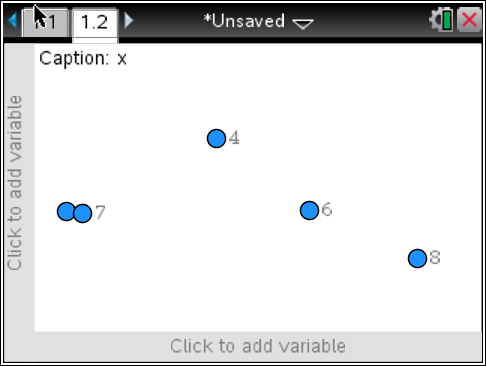 1.1 1.2 *Unsaved
Caption: x
Click to add variable
4
7
6
8
Click to add variable